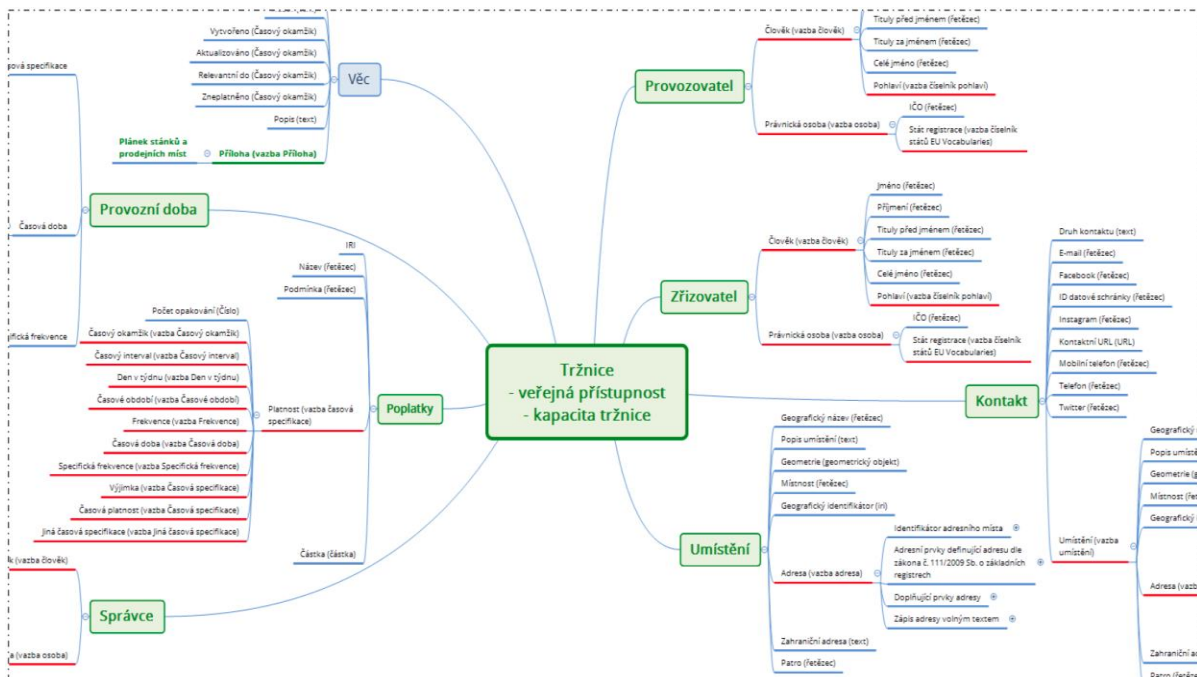 Vytvořeno (Časový okamžik)
Aktualizováno (Časový okamžik)
Relevantní do (Časový okamžik)
Zneplatněno (Časový okamžik)
Popis (text)
Plánek stánků a
prodejních míst
Příloha (vazba Příloha)
Věc
specifikace
Časová doba
frekvence
Provozní doba
IRI
Název (řetězec)
Podmínka (řetězec)
Počet opakování (Číslo)
Časový okamžik (vazba Časový okamžik)
Časový interval (vazba Časový interval)
Den v týdnu (vazba Den v týdnu)
Časové období (vazba Časové období)
Frekvence (vazba Frekvence)
Časová doba (vazba Časová doba)
Specifická frekvence (vazba Specifická frekvence)
Výjimka (vazba Časová specifikace)
Časová platnost (vazba Časová specifikace)
Jiná časová specifikace (vazba Jiná časová specifikace)
Platnost (vazba časová
specifikace)
Částka (částka)
Poplatky
(vazba člověk)
(vazba osoba)
Správce
Tržnice
- veřejná přístupnost
- kapacita tržnice
Provozovatel
Člověk (vazba člověk)
Tituly před jménem (řetězec)
Tituly za jménem (řetězec)
Celé jméno (řetězec)
Pohlaví (vazba číselník pohlaví)
Právnická osoba (vazba osoba)
IČO (řetězec)
Stát registrace (vazba číselník
států EU Vocabularies)
Zřizovatel
Člověk (vazba člověk)
Jméno (řetězec)
Příjmení (řetězec)
Tituly před jménem (řetězec)
Tituly za jménem (řetězec)
Celé jméno (řetězec)
Pohlaví (vazba číselník pohlaví)
Právnická osoba (vazba osoba)
IČO (řetězec)
Stát registrace (vazba číselník
států EU Vocabularies)
Kontakt
Druh kontaktu (text)
E-mail (řetězec)
Facebook (řetězec)
ID datové schránky (řetězec)
Instagram (řetězec)
Kontaktní URL (URL)
Mobilní telefon (řetězec)
Telefon (řetězec)
Twitter (řetězec)
Umístění (vazba
umístění)
Geografický
Popis
Geometrie
Místnost
Geografický
Adresa
Zahraniční
Patro
Umístění
Geografický název (řetězec)
Popis umístění (text)
Geometrie (geometrický objekt)
Místnost (řetězec)
Geografický identifikátor (iri)
Adresa (vazba adresa)
Identifikátor adresního místa
Adresní prvky definující adresu dle
zákona č. 111/2009 Sb. o základních
registrech
Doplňující prvky adresy
Zápis adresy volným textem
Zahraniční adresa (text)
Patro (řetězec)